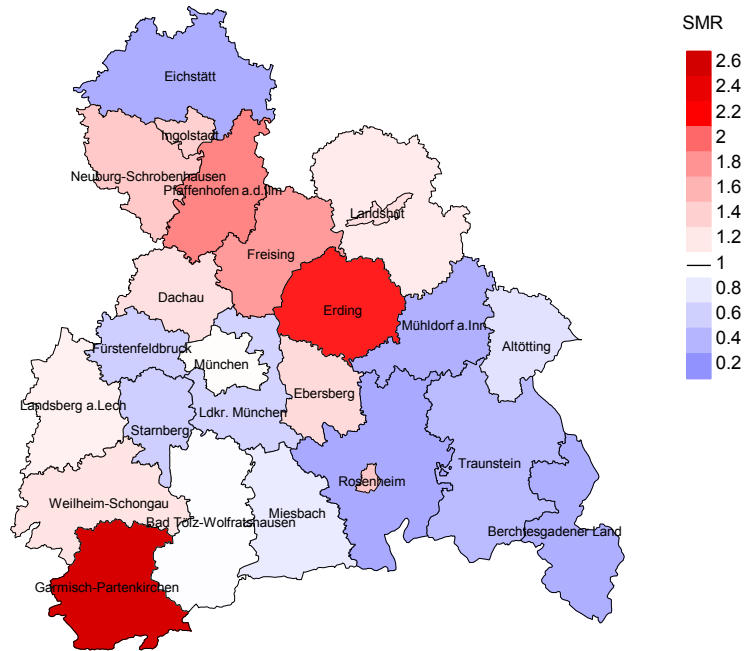 SMR
2.6
2.4
2.2
2
1.8
1.6
1.4
1.2
1
0.8
0.6
0.4
0.2
Eichstätt
Ingolstadt
Neuburg-Schrobenhausen
Pfaffenhofen a.d.Ilm
Landshut
Freising
Dachau
Erding
Mühldorf a.Inn
Altötting
Fürstenfeldbruck
München
Ebersberg
Landsberg a.Lech
Ldkr. München
Starnberg
Traunstein
Rosenheim
Weilheim-Schongau
Miesbach
Bad Tölz-Wolfratshausen
Berchtesgadener Land
Garmisch-Partenkirchen